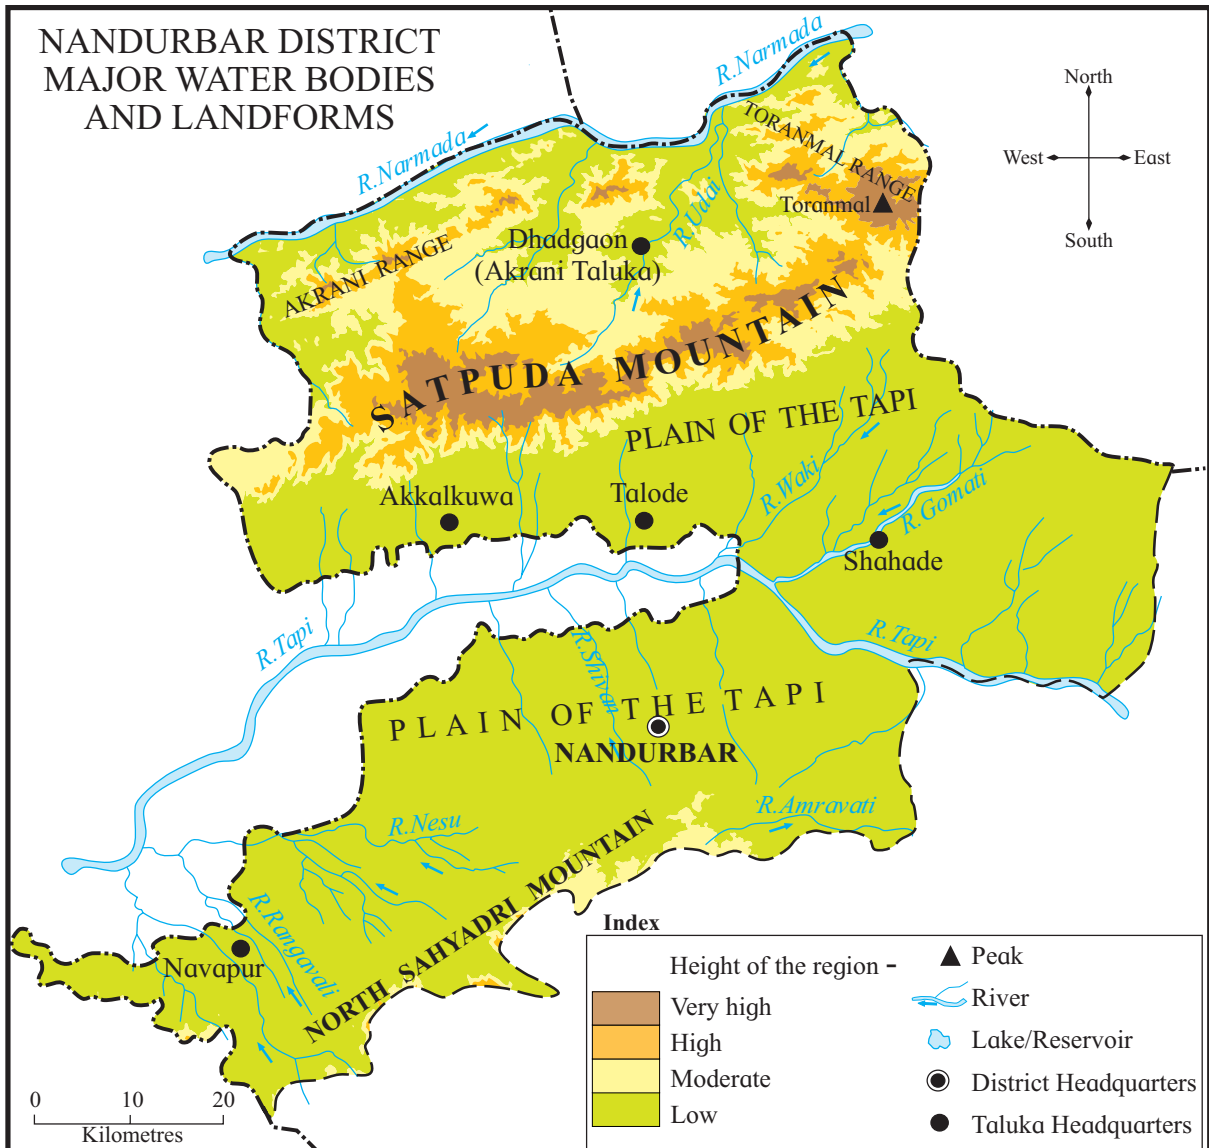 NANDURBAR DISTRICT
MAJOR WATER BODIES
AND LANDFORMS
R.Narmada
R.Narmada
North
West
East
South
TORANMAL RANGE
Toranmal
R.Udai
Dhadgaon
(Akrani Taluka)
AKRANI RANGE
SATPUDA MOUNTAIN
PLAIN OF THE TAPI
Akkalkuwa
Talode
R.Waki
R.Gomati
Shahade
R.Tapi
R.Tapi
R.Shivan
PLAIN OF THE TAPI
NANDURBAR
R.Amravati
R.Nesu
NORTH SAHYADRI MOUNTAIN
R.Rangavali
Navapur
0 10 20
Kilometres
Index
Height of the region -
Very high
High
Moderate
Low
Peak
River
Lake/Reservoir
District Headquarters
Taluka Headquarters